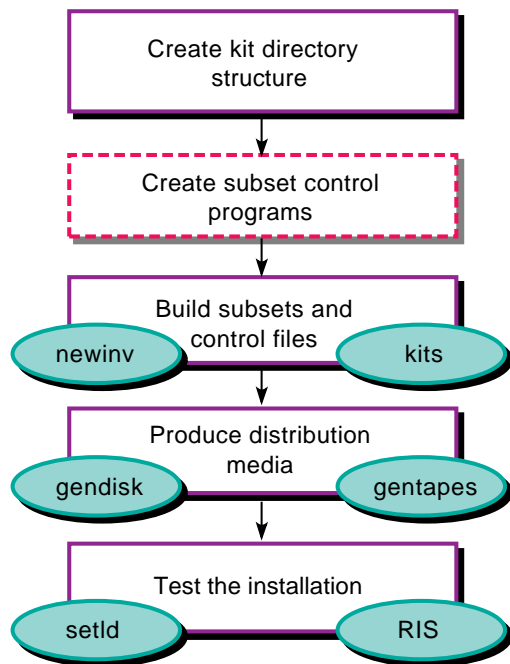 Create kit directory
structure
Create subset control
programs
Build subsets and
control files
newinv
kits
Produce distribution
media
gendisk
gentapes
Test the installation
setld
RIS